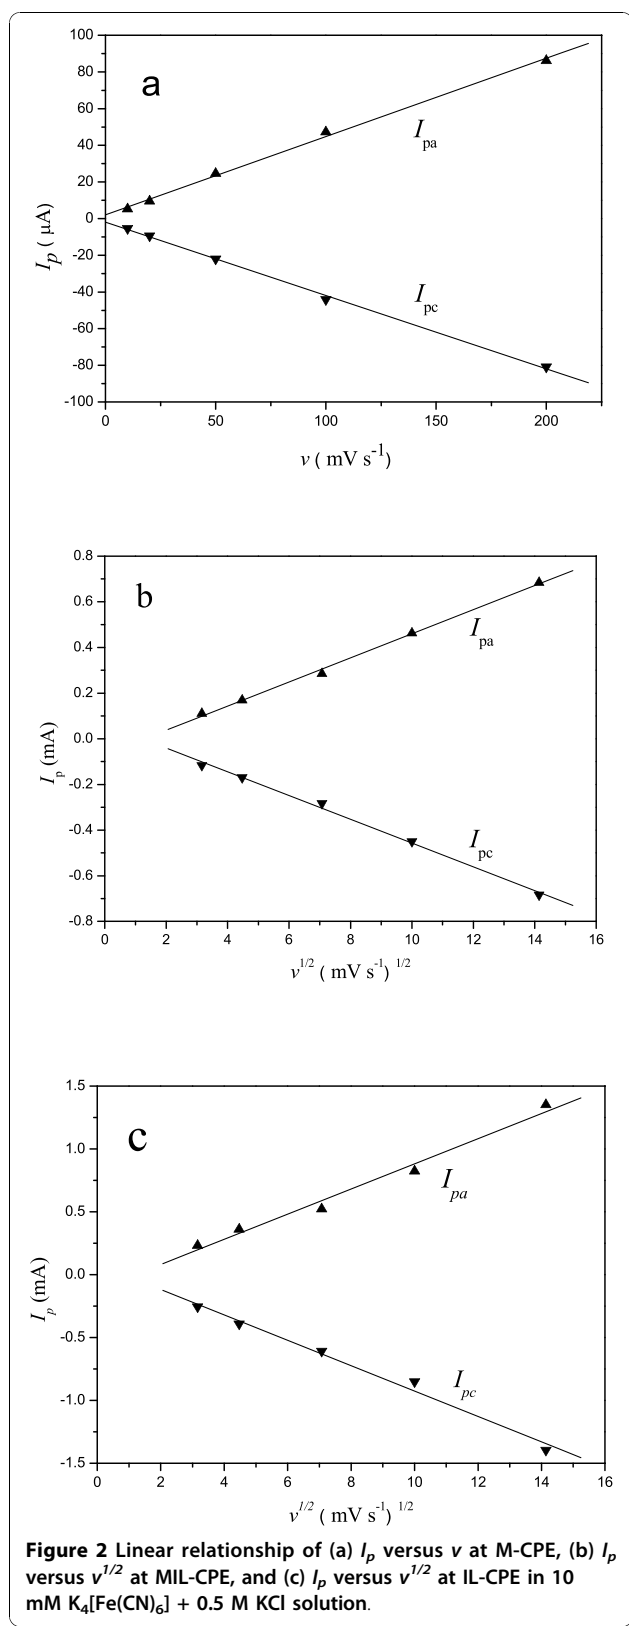 a
100
80
60
40
20
0
-20
-40
-60
-80
-100
I_p ( μA)
I_pa
I_pc
0 50 100 150 200
v ( mV s^-1)
b
0.8
0.6
0.4
0.2
0.0
-0.2
-0.4
-0.6
-0.8
I_p (mA)
I_pa
I_pc
0 2 4 6 8 10 12 14 16
v^1/2 ( mV s^-1) ^1/2
c
1.5
1.0
0.5
0.0
-0.5
-1.0
-1.5
I_p (mA)
I_pa
I_pc
0 2 4 6 8 10 12 14 16
v^1/2 ( mV s^-1) ^1/2
Figure 2 Linear relationship of (a) I_p versus v at M-CPE, (b) I_p
versus v^1/2 at MIL-CPE, and (c) I_p versus v^1/2 at IL-CPE in 10
mM K₄[Fe(CN)₆] + 0.5 M KCl solution.